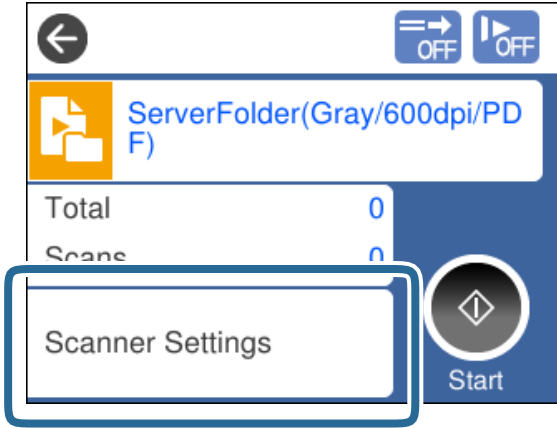 OFF OFF
ServerFolder(Gray/600dpi/PD
F)
Total 0
Scans 0
Scanner Settings
Start